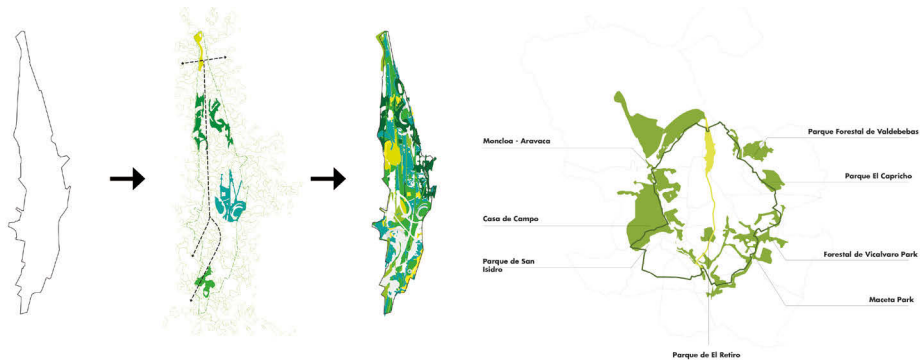 Parque Forestal de Valdebebas
Moncloa - Aravaca
Parque El Capricho
Casa de Campo
Forestal de Vicalvaro Park
Parque de San
Isidro
Maceta Park
Parque de El Retiro